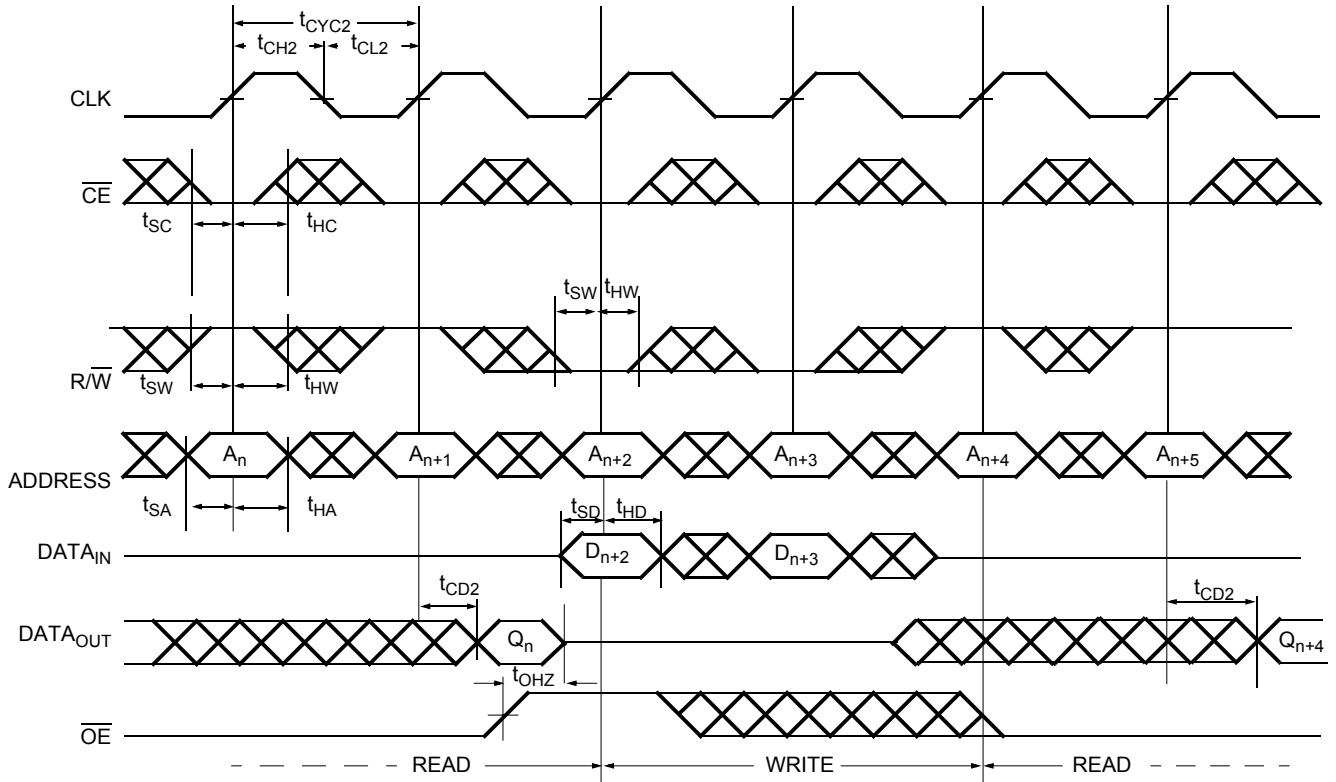 tCYC2
tCH2 tCL2
CLK
CE
tSC tHC
tSW tHW
R/W
tSW tHW
An An+1 An+2 An+3 An+4 An+5
ADDRESS
tSA tHA
tSD tHD
DATAIN
Dn+2 Dn+3
tCD2 tCD2
DATAOUT
Qn Qn+4
tOHZ
OE
READ WRITE READ